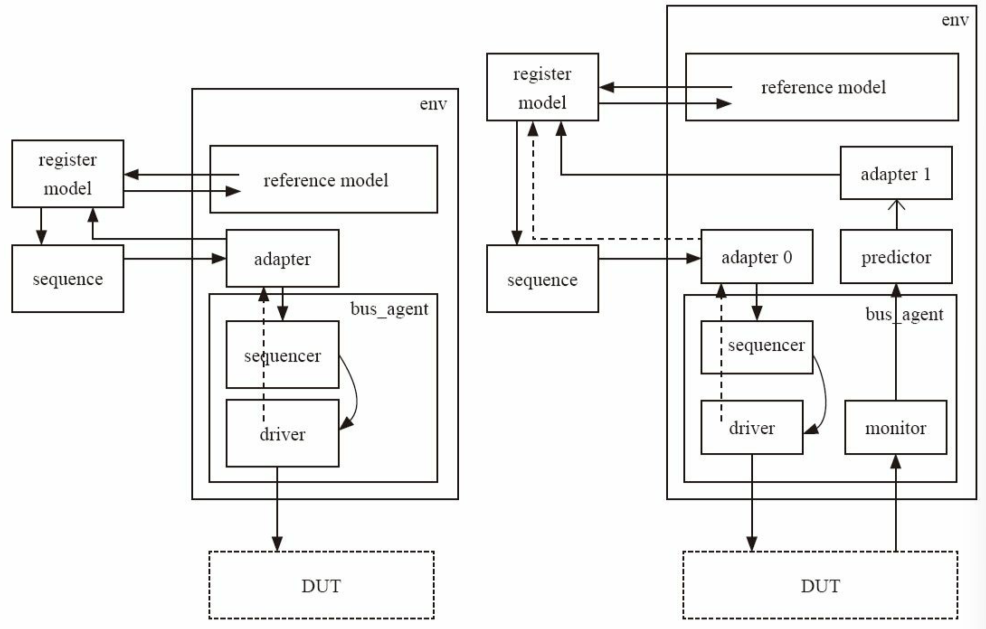 env
register
model
reference model
sequence
adapter
bus_agent
sequencer
driver
DUT
env
register
model
reference model
adapter 1
sequence
adapter 0
predictor
bus_agent
sequencer
driver
monitor
DUT